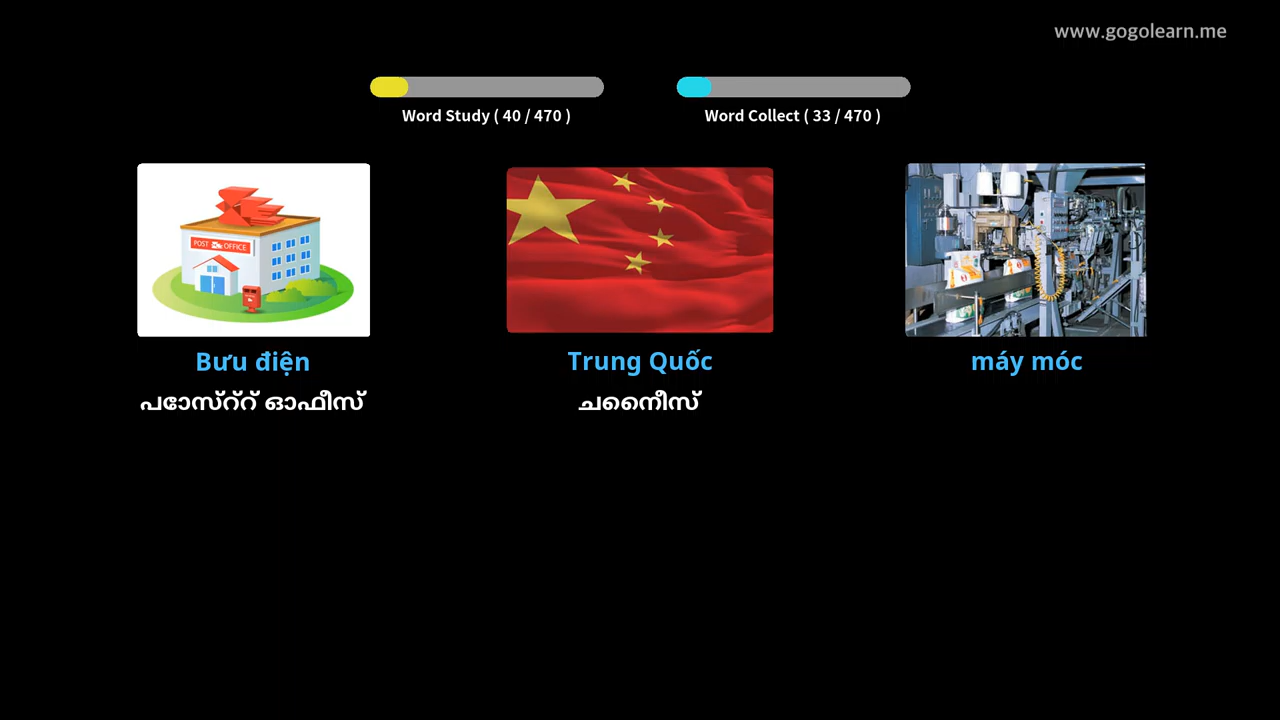 www.gogolearn.me
Word Study ( 40 / 470 )
Word Collect ( 33 / 470 )
POST OFFICE
Bưu điện
Trung Quốc
máy móc
പോസ്റ്റ് ഓഫീസ്
ചൈനീസ്